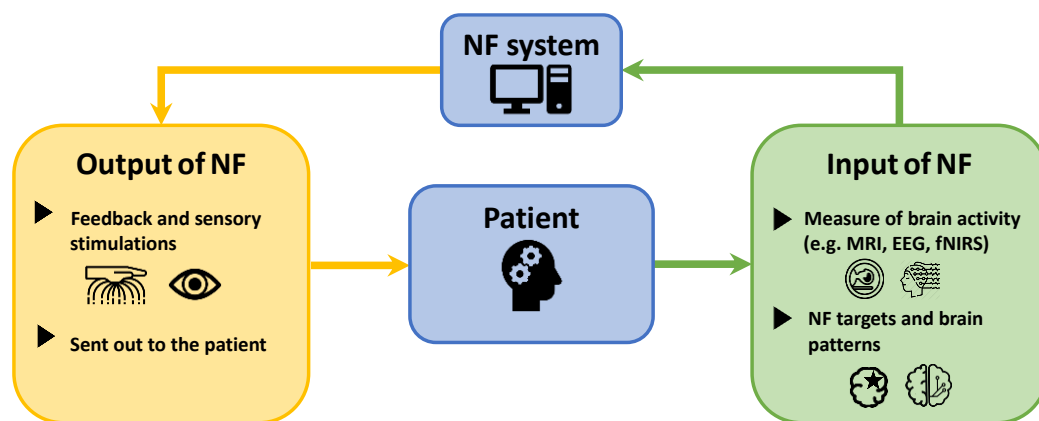 NF system
Output of NF
Feedback and sensory
stimulations
Sent out to the patient
Patient
Input of NF
Measure of brain activity
(e.g. MRI, EEG, fNIRS)
NF targets and brain
patterns